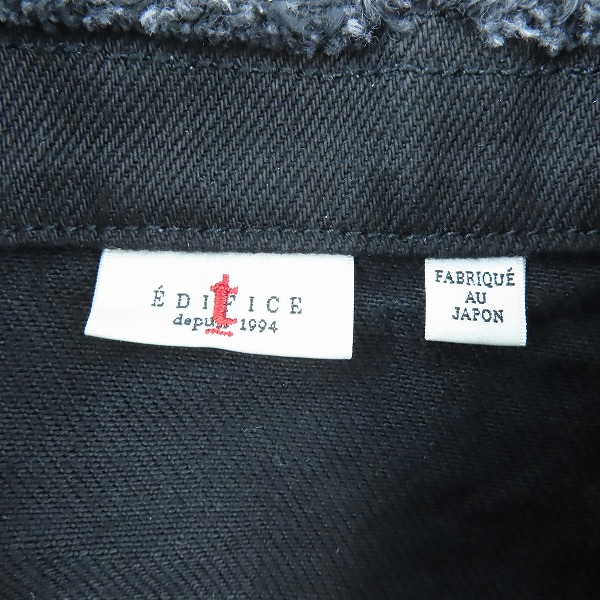 ÉDIFICE
t
depuis 1994
FABRIQUÉ
AU
JAPON